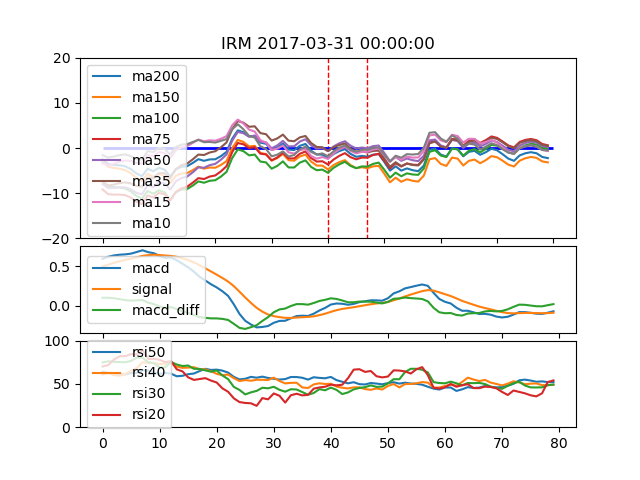 IRM 2017-03-31 00:00:00
20
10
0
−10
−20
ma200
ma150
ma100
ma75
ma50
ma35
ma15
ma10
0.5
0.0
macd
signal
macd_diff
100
50
0
rsi50
rsi40
rsi30
rsi20
0 10 20 30 40 50 60 70 80